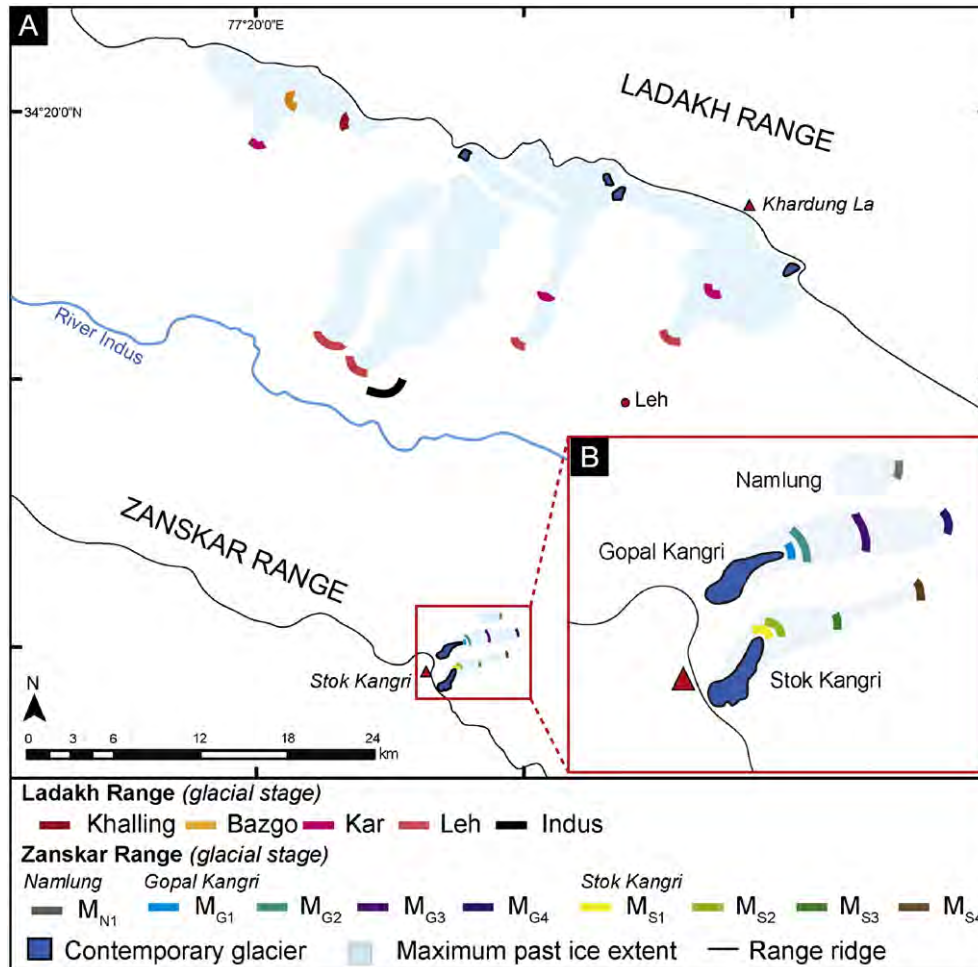 A
77°20'0"E
34°20'0"N
LADAKH RANGE
Khardung La
River Indus
Leh
B
Namlung
ZANSKAR RANGE
Gopal Kangri
Stok Kangri
Stok Kangri
N
0 3 6 12 18 24
km
Ladakh Range (glacial stage)
Khalling Bazgo Kar Leh Indus
Zanskar Range (glacial stage)
Namlung Gopal Kangri Stok Kangri
MN1 MG1 MG2 MG3 MG4 MS1 MS2 MS3 MS4
Contemporary glacier Maximum past ice extent Range ridge